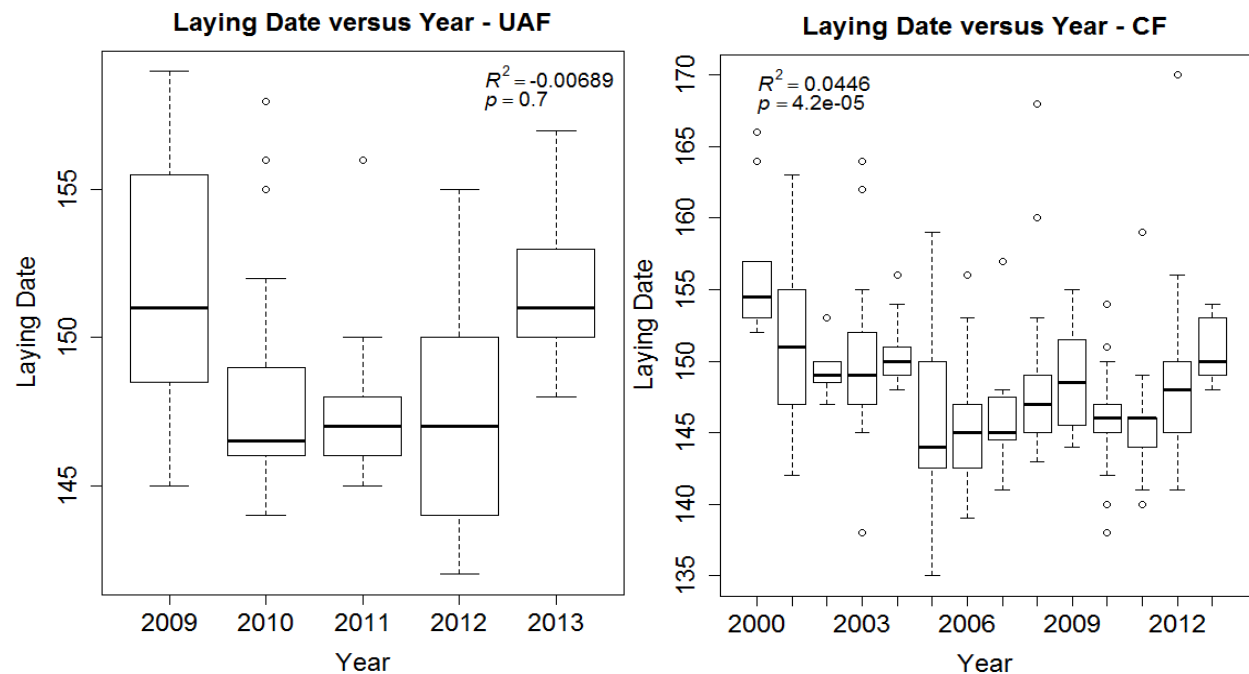 Laying Date versus Year - UAF
R² = -0.00689
p = 0.7
Laying Date
155
150
145
2009 2010 2011 2012 2013
Year
Laying Date versus Year - CF
R² = 0.0446
p = 4.2e-05
Laying Date
170
165
160
155
150
145
140
135
2000 2003 2006 2009 2012
Year